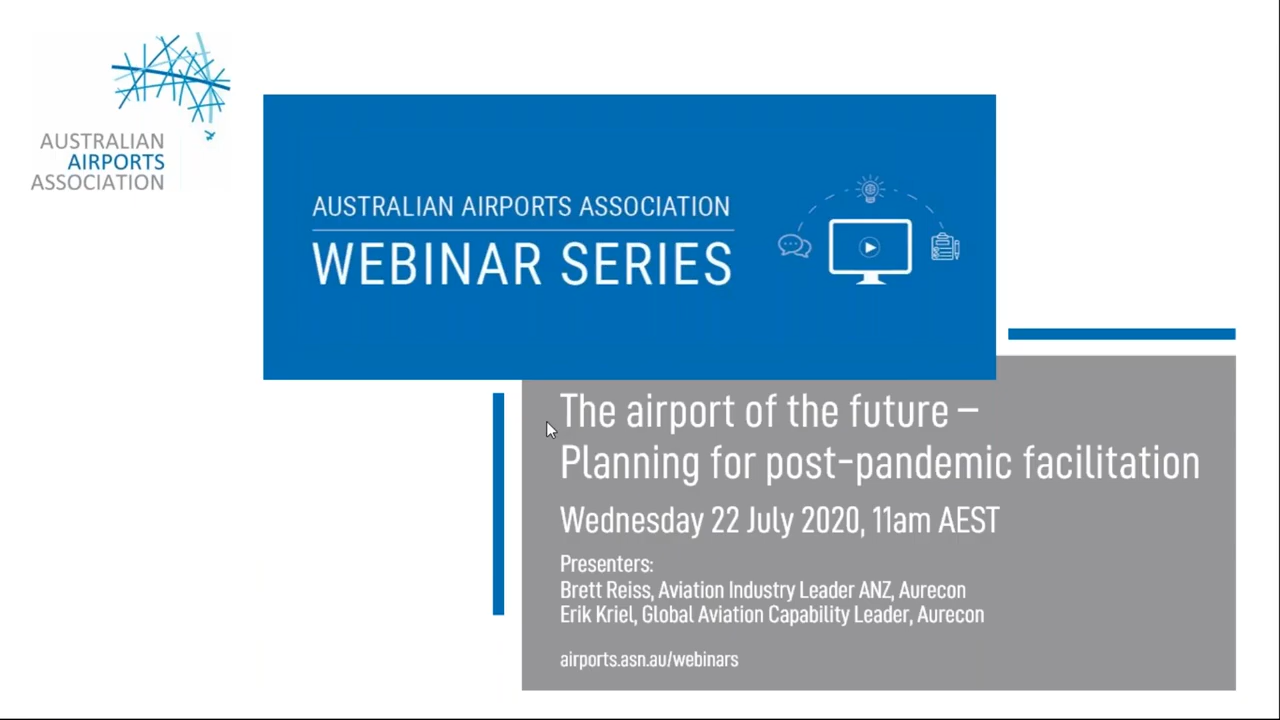 AUSTRALIAN
AIRPORTS
ASSOCIATION
AUSTRALIAN AIRPORTS ASSOCIATION
WEBINAR SERIES
The airport of the future –
Planning for post-pandemic facilitation
Wednesday 22 July 2020, 11am AEST
Presenters:
Brett Reiss, Aviation Industry Leader ANZ, Aurecon
Erik Kriel, Global Aviation Capability Leader, Aurecon
airports.asn.au/webinars